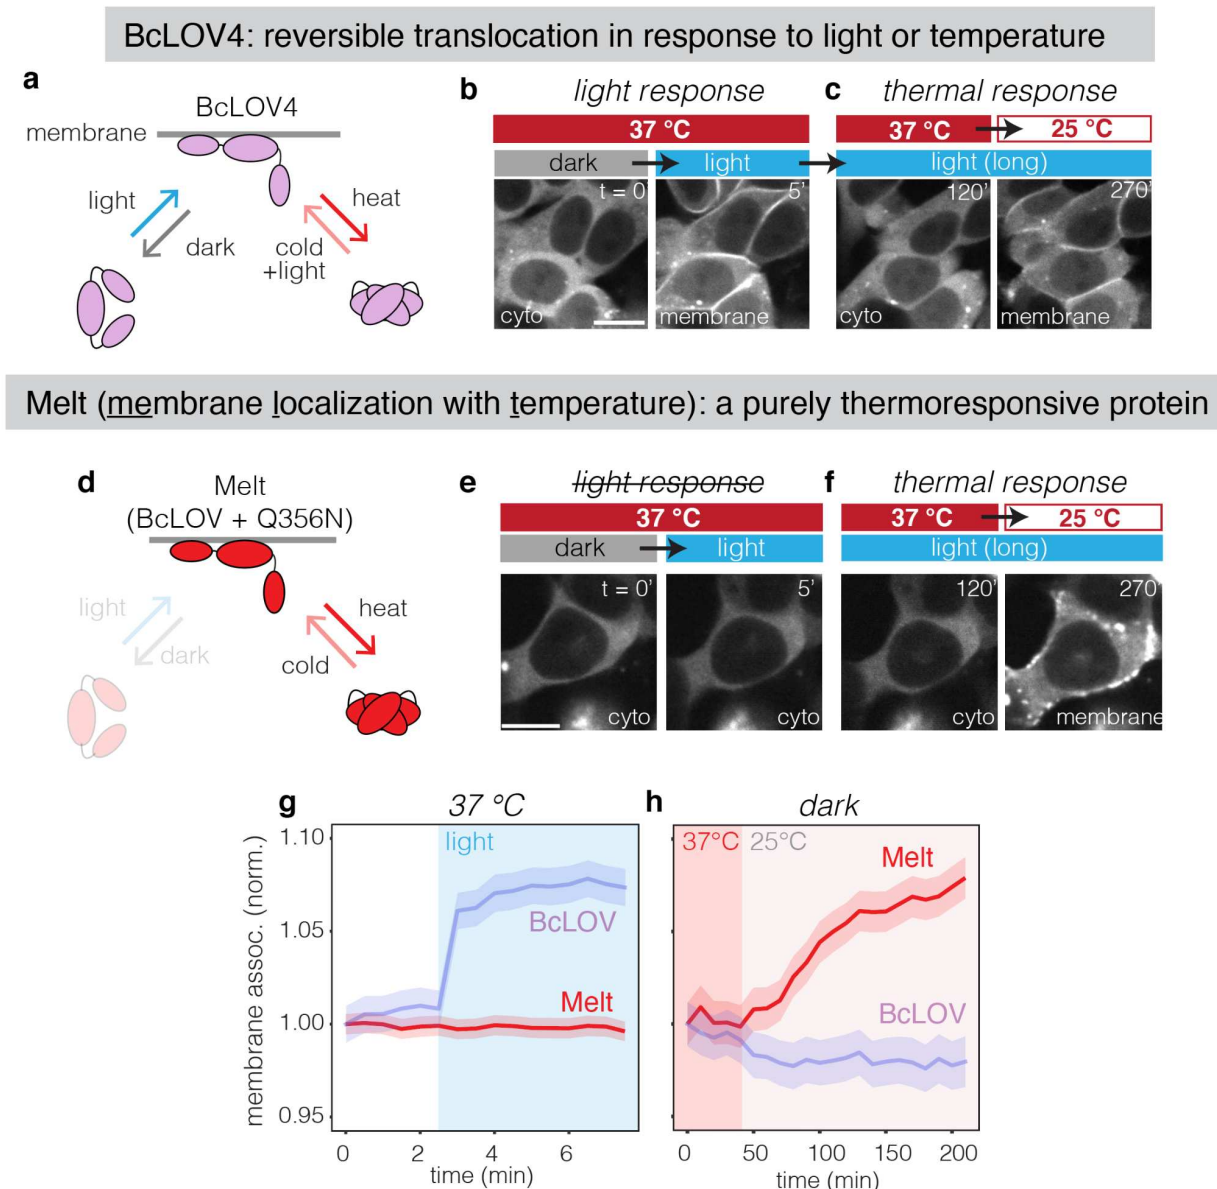 BcLOV4: reversible translocation in response to light or temperature
a
BcLOV4
membrane
light
dark
heat
cold
+light
b
light response
37 °C
dark
light
t = 0'
5'
cyto
membrane
c
thermal response
37 °C
25 °C
light (long)
120'
270'
cyto
membrane
Melt (membrane localization with temperature): a purely thermoresponsive protein
d
Melt
(BcLOV + Q356N)
light
dark
heat
cold
e
light response
37 °C
dark
light
t = 0'
5'
cyto
cyto
f
thermal response
37 °C
25 °C
light (long)
120'
270'
cyto
membrane
g
37 °C
light
BcLOV
Melt
membrane assoc. (norm.)
1.10
1.05
1.00
0.95
0
2
4
6
time (min)
h
dark
37°C
25°C
Melt
BcLOV
0
50
100
150
200
time (min)